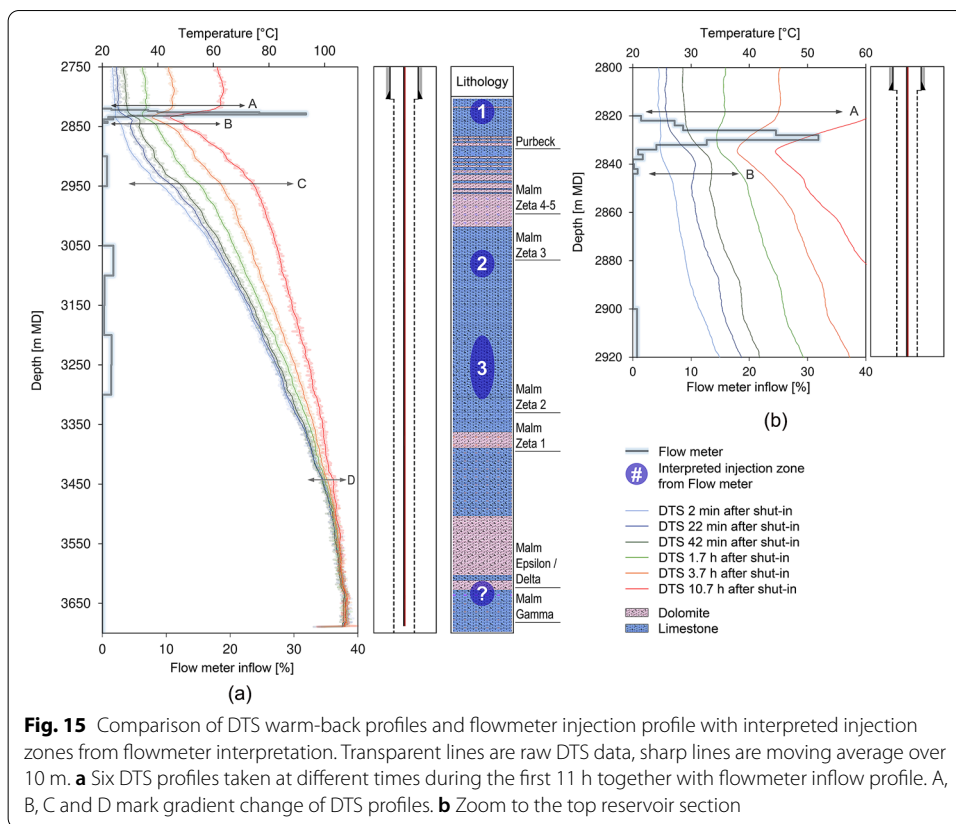 Temperature [°C]
20 40 60 80 100
2750
2850
2950
3050
3150
3250
3350
3450
3550
3650
Depth [m MD]
A
B
C
D
0 10 20 30 40
Flow meter inflow [%]
(a)
Lithology
1
Purbeck
Malm
Zeta 4-5
Malm
Zeta 3
2
3
Malm
Zeta 2
Malm
Zeta 1
Malm
Epsilon /
Delta
?
Malm
Gamma
Temperature [°C]
20 30 40 50 60
2800
2820
2840
2860
2880
2900
2920
Depth [m MD]
A
B
0 10 20 30 40
Flow meter inflow [%]
(b)
Flow meter
# Interpreted injection zone
from Flow meter
DTS 2 min after shut-in
DTS 22 min after shut-in
DTS 42 min after shut-in
DTS 1.7 h after shut-in
DTS 3.7 h after shut-in
DTS 10.7 h after shut-in
Dolomite
Limestone
Fig. 15 Comparison of DTS warm-back profiles and flowmeter injection profile with interpreted injection
zones from flowmeter interpretation. Transparent lines are raw DTS data, sharp lines are moving average over
10 m. a Six DTS profiles taken at different times during the first 11 h together with flowmeter inflow profile. A,
B, C and D mark gradient change of DTS profiles. b Zoom to the top reservoir section